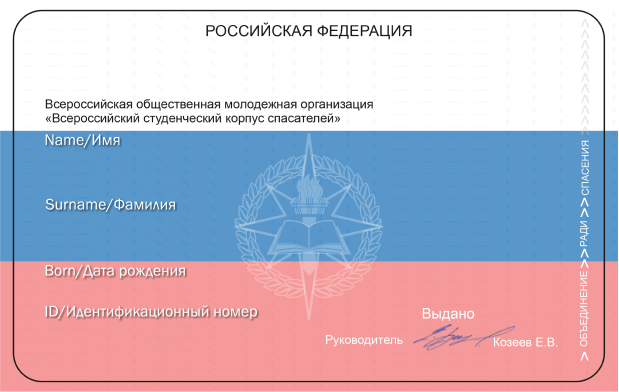 РОССИЙСКАЯ ФЕДЕРАЦИЯ
Всероссийская общественная молодежная организация
«Всероссийский студенческий корпус спасателей»
Name/Имя
Surname/Фамилия
Born/Дата рождения
ID/Идентификационный номер
Выдано
Руководитель Козеев Е.В.
> ОБЪЕДИНЕНИЕ >> РАДИ >> СПАСЕНИЯ >>>>>>>>>>>>